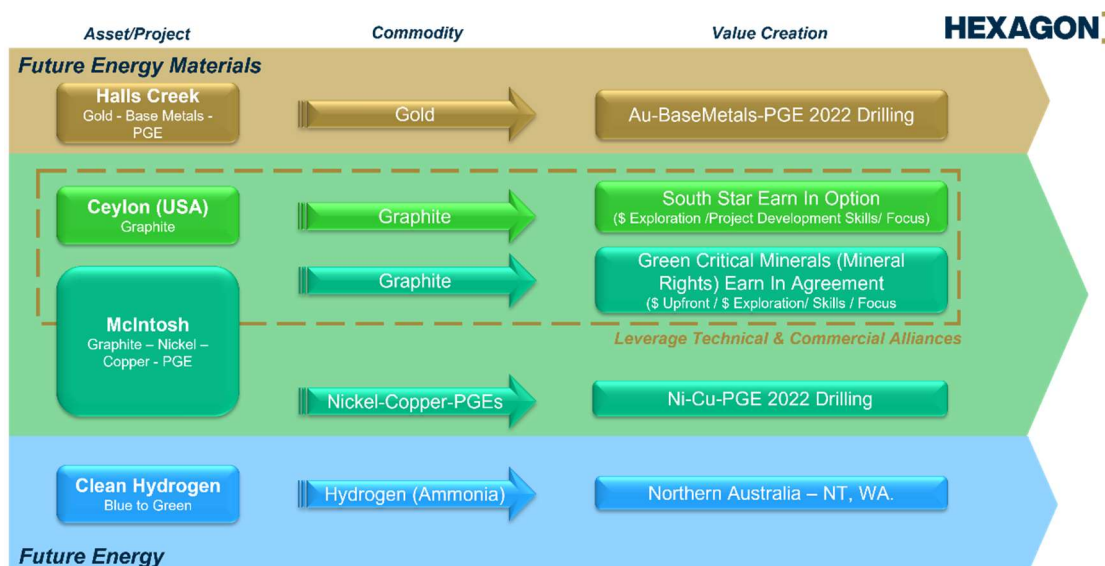 HEXAGON
Asset/Project
Commodity
Value Creation
Future Energy Materials
Halls Creek
Gold - Base Metals -
PGE
Gold
Au-BaseMetals-PGE 2022 Drilling
Ceylon (USA)
Graphite
Graphite
South Star Earn In Option
($ Exploration /Project Development Skills/ Focus)
McIntosh
Graphite – Nickel –
Copper - PGE
Graphite
Green Critical Minerals (Mineral
Rights) Earn In Agreement
($ Upfront / $ Exploration/ Skills / Focus
Leverage Technical & Commercial Alliances
Nickel-Copper-PGEs
Ni-Cu-PGE 2022 Drilling
Clean Hydrogen
Blue to Green
Hydrogen (Ammonia)
Northern Australia – NT, WA.
Future Energy